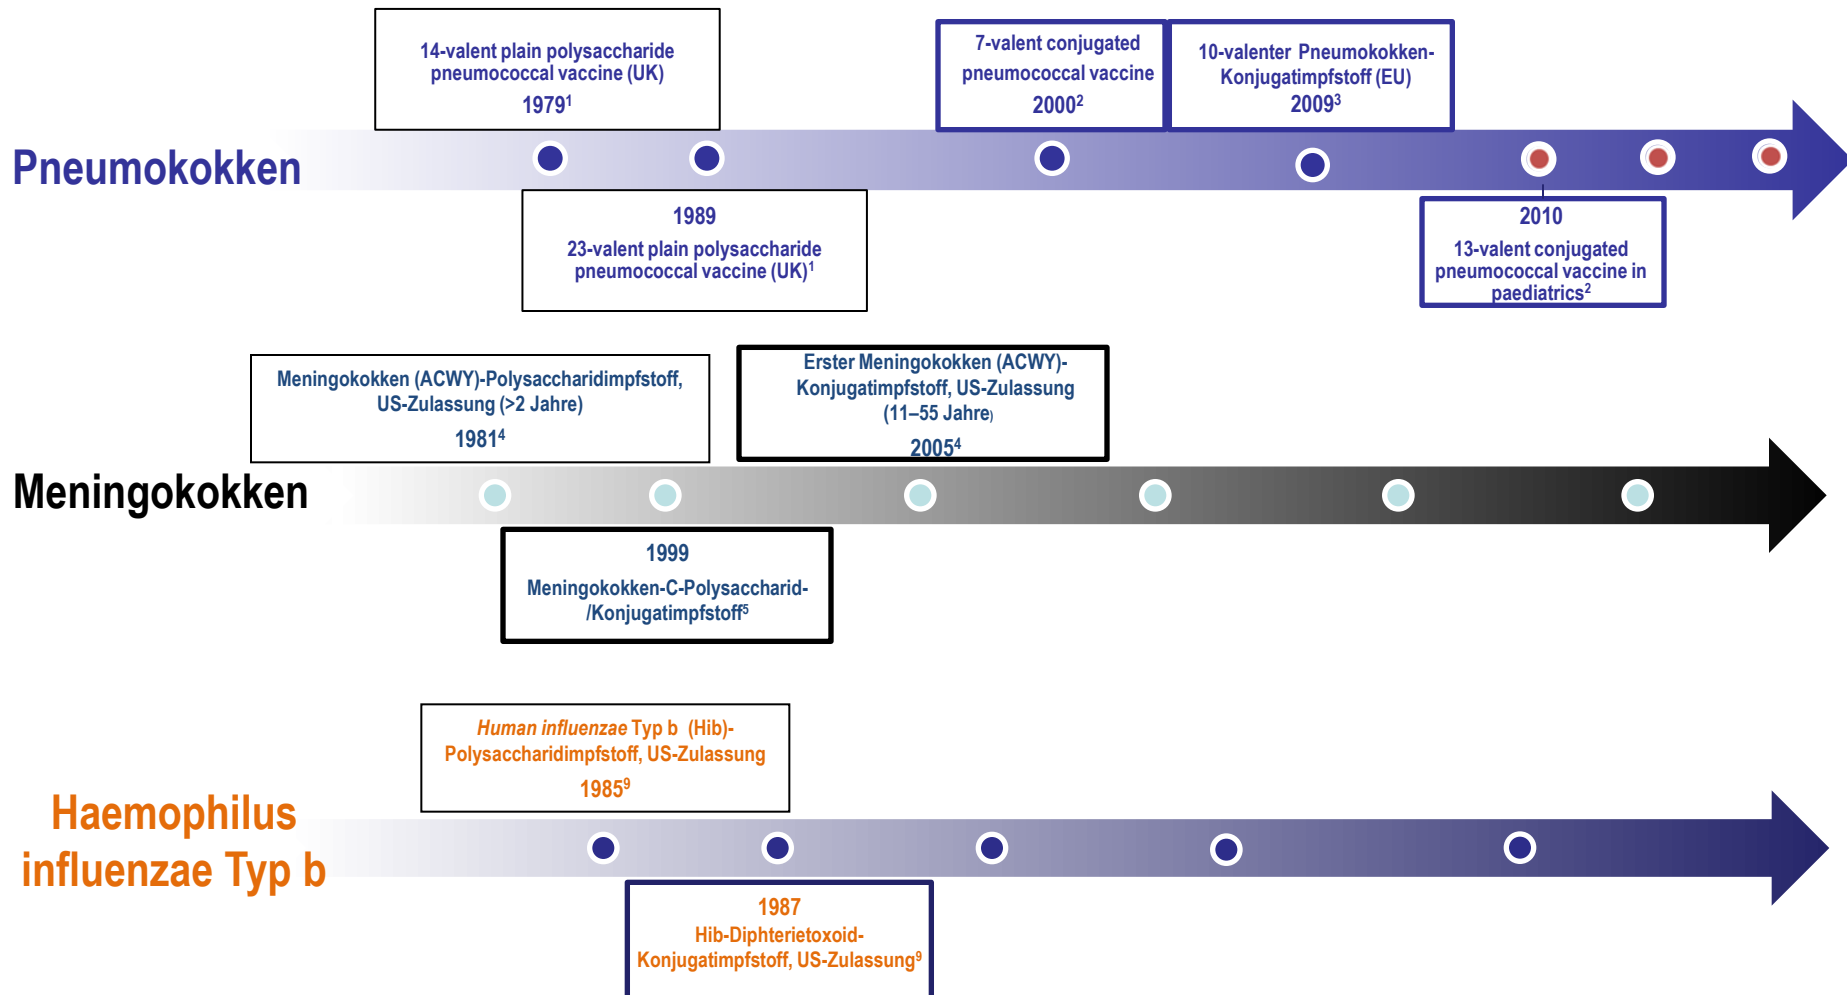 14-valent plain polysaccharide
pneumococcal vaccine (UK)
1979¹
7-valent conjugated
pneumococcal vaccine
2000²
10-valenter Pneumokokken-
Konjugatimpfstoff (EU)
2009³
Pneumokokken
1989
23-valent plain polysaccharide
pneumococcal vaccine (UK)¹
2010
13-valent conjugated
pneumococcal vaccine in
paediatrics²
Meningokokken (ACWY)-Polysaccharidimpfstoff,
US-Zulassung (>2 Jahre)
1981⁴
Erster Meningokokken (ACWY)-
Konjugatimpfstoff, US-Zulassung
(11–55 Jahre)
2005⁴
Meningokokken
1999
Meningokokken-C-Polysaccharid-
/Konjugatimpfstoff⁵
Human influenzae Typ b (Hib)-
Polysaccharidimpfstoff, US-Zulassung
1985⁹
Haemophilus
influenzae Typ b
1987
Hib-Diphterietoxoid-
Konjugatimpfstoff, US-Zulassung⁹